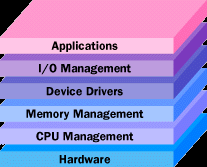 Applications
I/O Management
Device Drivers
Memory Management
CPU Management
Hardware